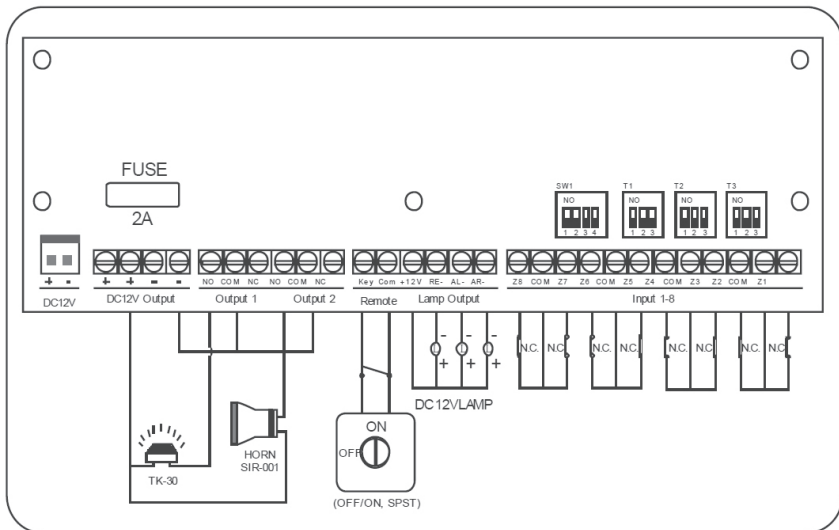 FUSE
2A
SW1
NO
1 2 3 4
T1
NO
1 2 3
T2
NO
1 2 3
T3
NO
1 2 3
+ -
DC12V
+ + - -
DC12V Output
NO COM NC
Output 1
NO COM NC
Output 2
Key Com
Remote
+12V RE- AL- AR-
Lamp Output
Z8 COM Z7 Z6 COM Z5 Z4 COM Z3 Z2 COM Z1
Input 1-8
- - -
+ + +
DC12VLAMP
N.C. N.C. N.C. N.C. N.C. N.C. N.C. N.C.
TK-30
HORN
SIR-001
ON
OFF
(OFF/ON, SPST)